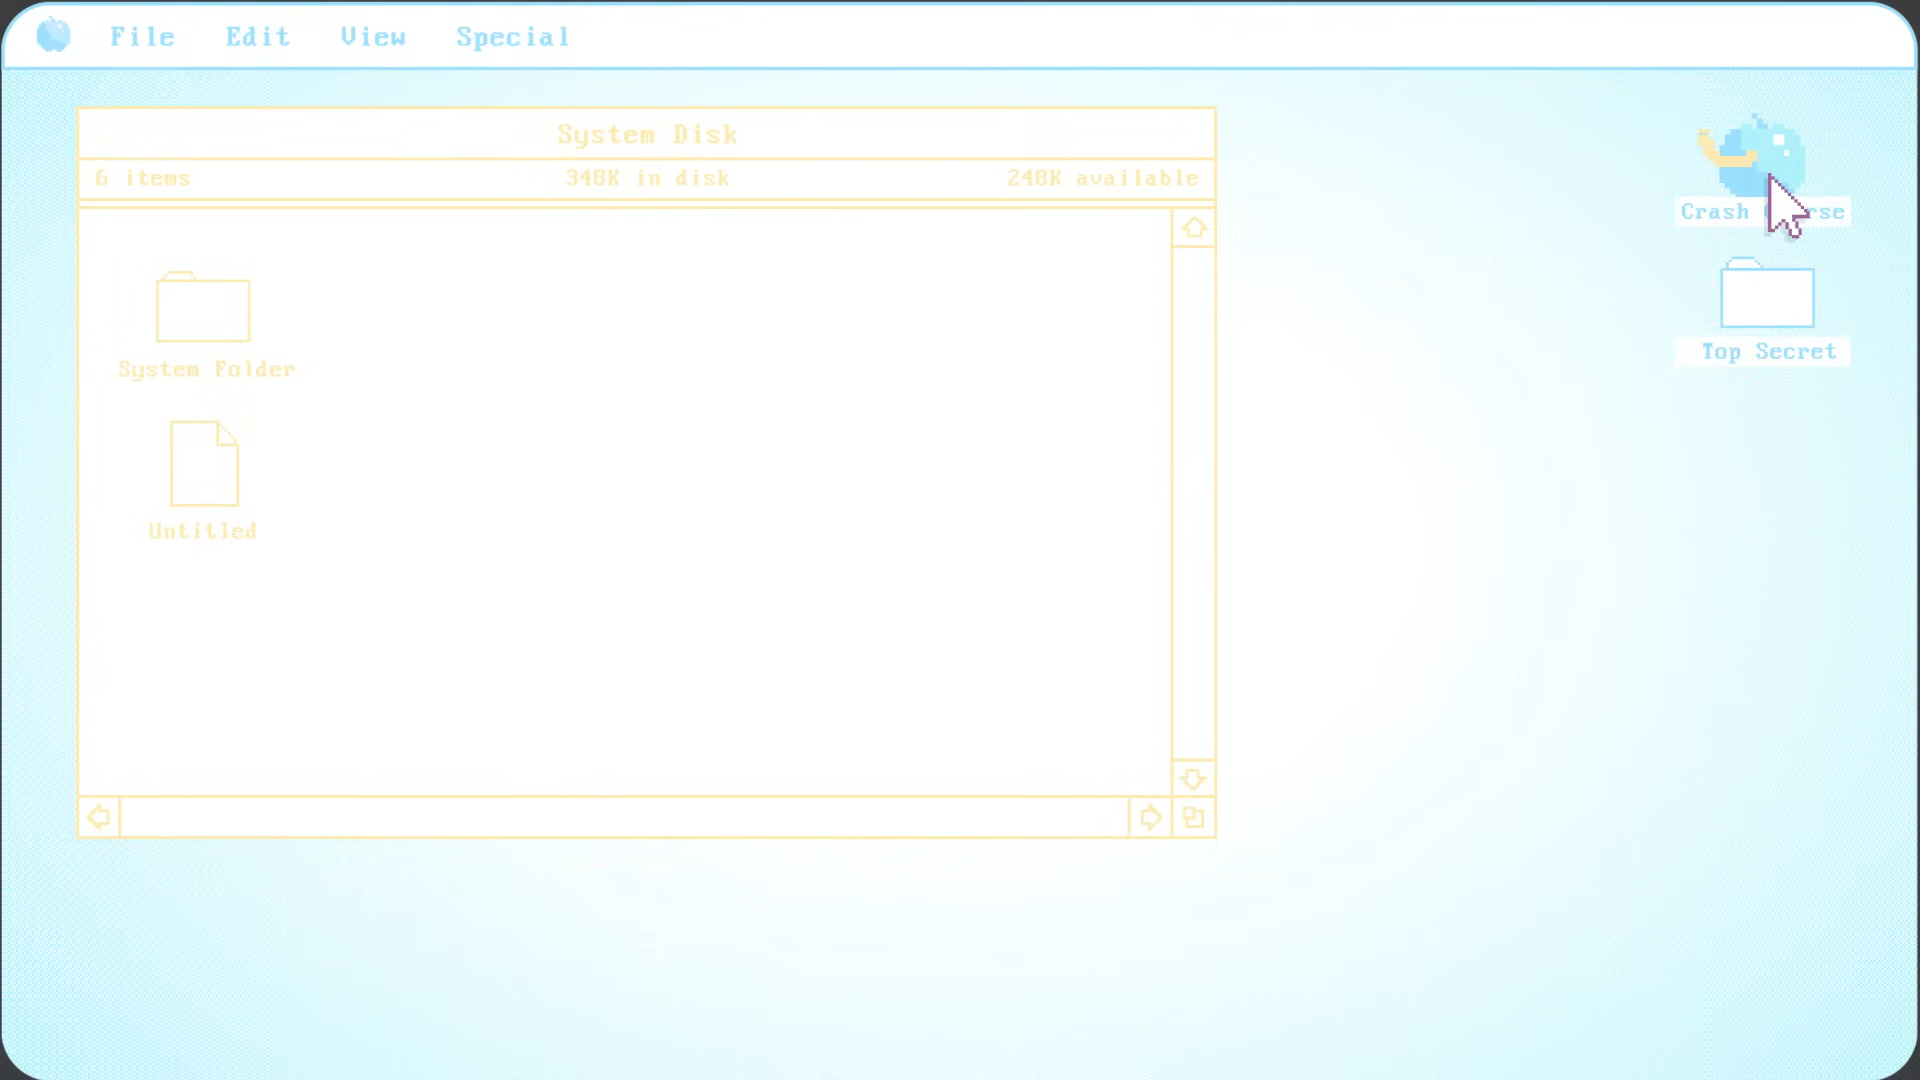 File Edit View Special
System Disk
6 items 348K in disk 248K available
System Folder
Untitled
Crash
Top Secret